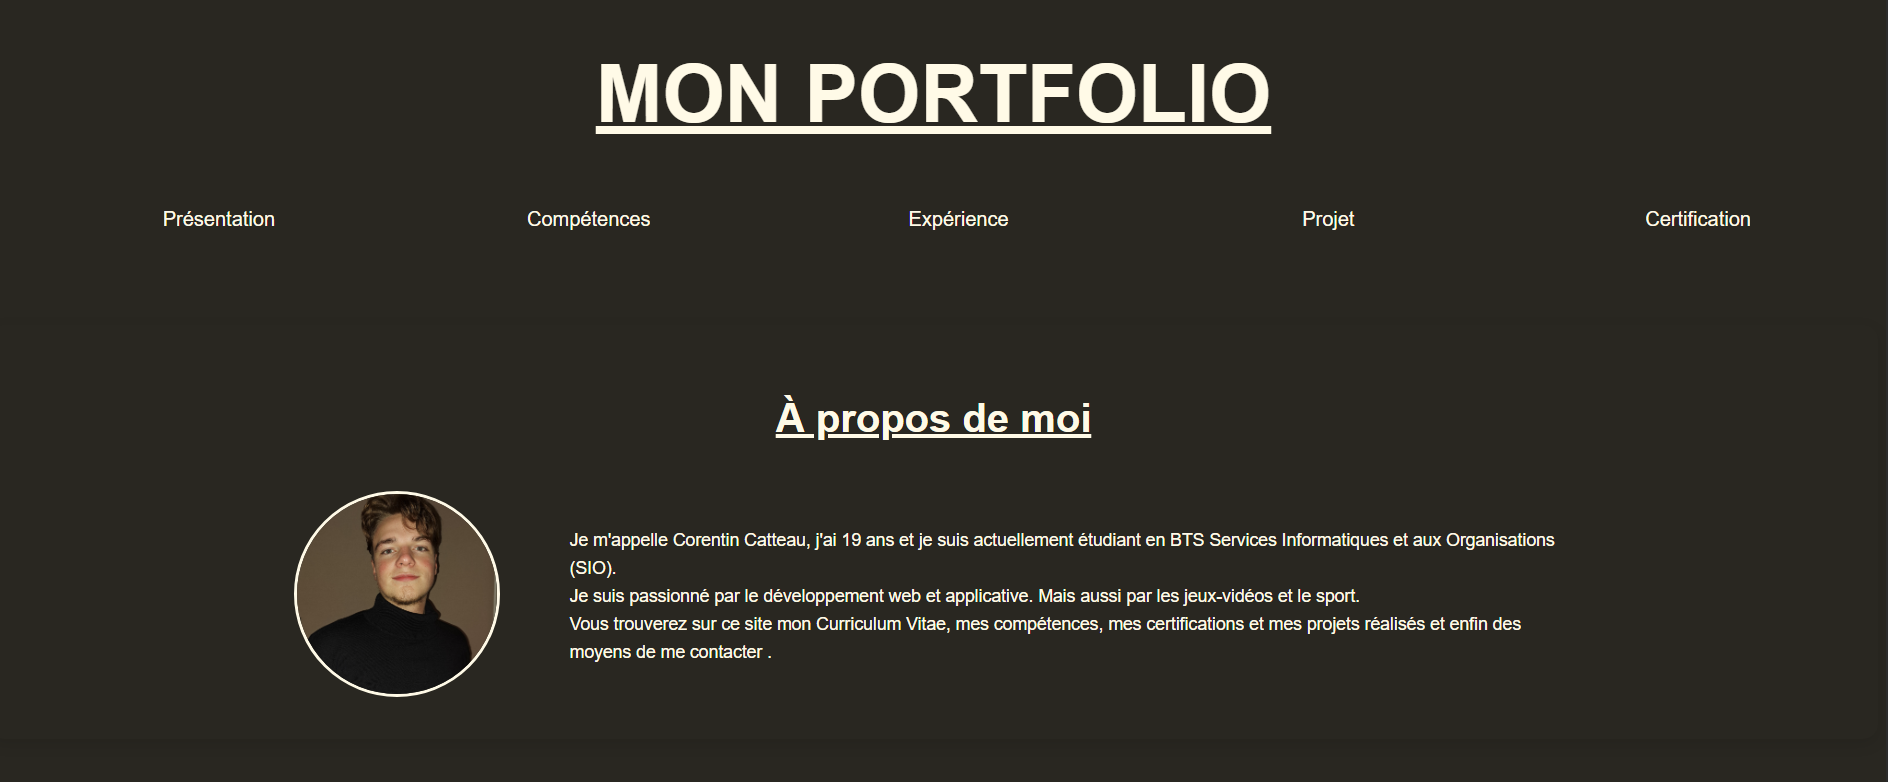 MON PORTFOLIO
Présentation Compétences Expérience Projet Certification
À propos de moi
Je m'appelle Corentin Catteau, j'ai 19 ans et je suis actuellement étudiant en BTS Services Informatiques et aux Organisations
(SIO).
Je suis passionné par le développement web et applicative. Mais aussi par les jeux-vidéos et le sport.
Vous trouverez sur ce site mon Curriculum Vitae, mes compétences, mes certifications et mes projets réalisés et enfin des
moyens de me contacter .